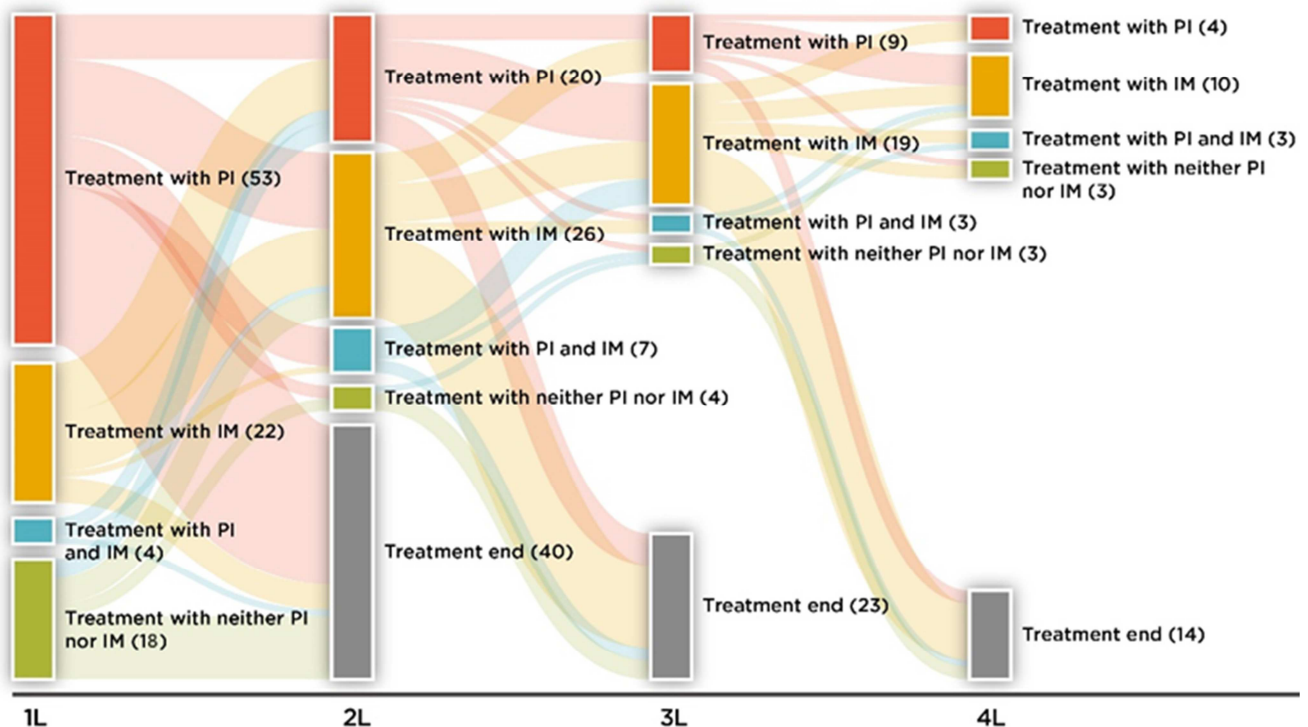 Treatment with PI (53)
Treatment with IM (22)
Treatment with PI
and IM (4)
Treatment with neither PI
nor IM (18)
Treatment with PI (20)
Treatment with IM (26)
Treatment with PI and IM (7)
Treatment with neither PI nor IM (4)
Treatment end (40)
Treatment with PI (9)
Treatment with IM (19)
Treatment with PI and IM (3)
Treatment with neither PI nor IM (3)
Treatment end (23)
Treatment with PI (4)
Treatment with IM (10)
Treatment with PI and IM (3)
Treatment with neither PI
nor IM (3)
Treatment end (14)
1L
2L
3L
4L